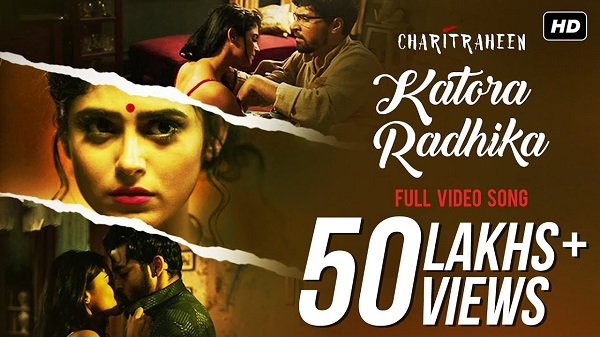 HD
CHARITRAHEEN
Katora
Radhika
FULL VIDEO SONG
50 LAKHS+
VIEWS